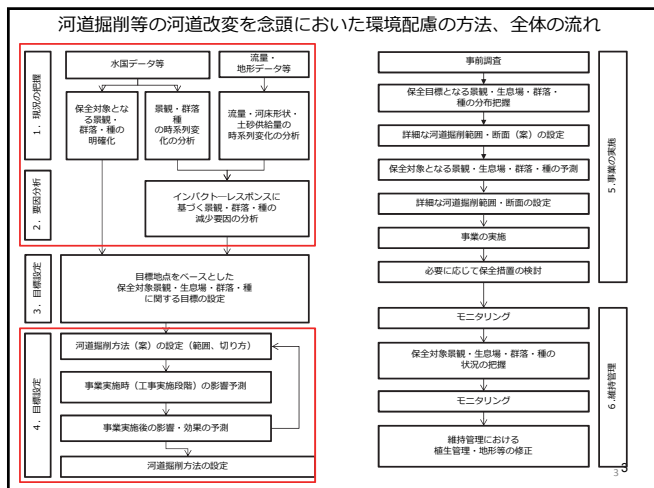 河道掘削等の河道改変を念頭においた環境配慮の方法、全体の流れ
1．現況の把握
水国データ等
流量・
地形データ等
保全対象とな
る景観・
群落・種の
明確化
景観・群落
種
の時系列変
化の分析
流量・河床形状・
土砂供給量の
時系列変化の分析
2．要因分析
インパクト―レスポンスに
基づく景観・群落・種の
減少要因の分析
3．目標設定
目標地点をベースとした
保全対象景観・生息場・群落・種
に関する目標の設定
4．目標設定
河道掘削方法（案）の設定（範囲、切り方）
事業実施時（工事実施段階）の影響予測
事業実施後の影響・効果の予測
河道掘削方法の設定
事前調査
保全目標となる景観・生息場・群落・
種の分布把握
詳細な河道掘削範囲・断面（案）の設定
保全対象となる景観・生息場・群落・種の予測
詳細な河道掘削範囲・断面の設定
事業の実施
必要に応じて保全措置の検討
5.事業の実施
モニタリング
保全対象景観・生息場・群落・種の
状況の把握
モニタリング
維持管理における
植生管理・地形等の修正
6.維持管理
3
3